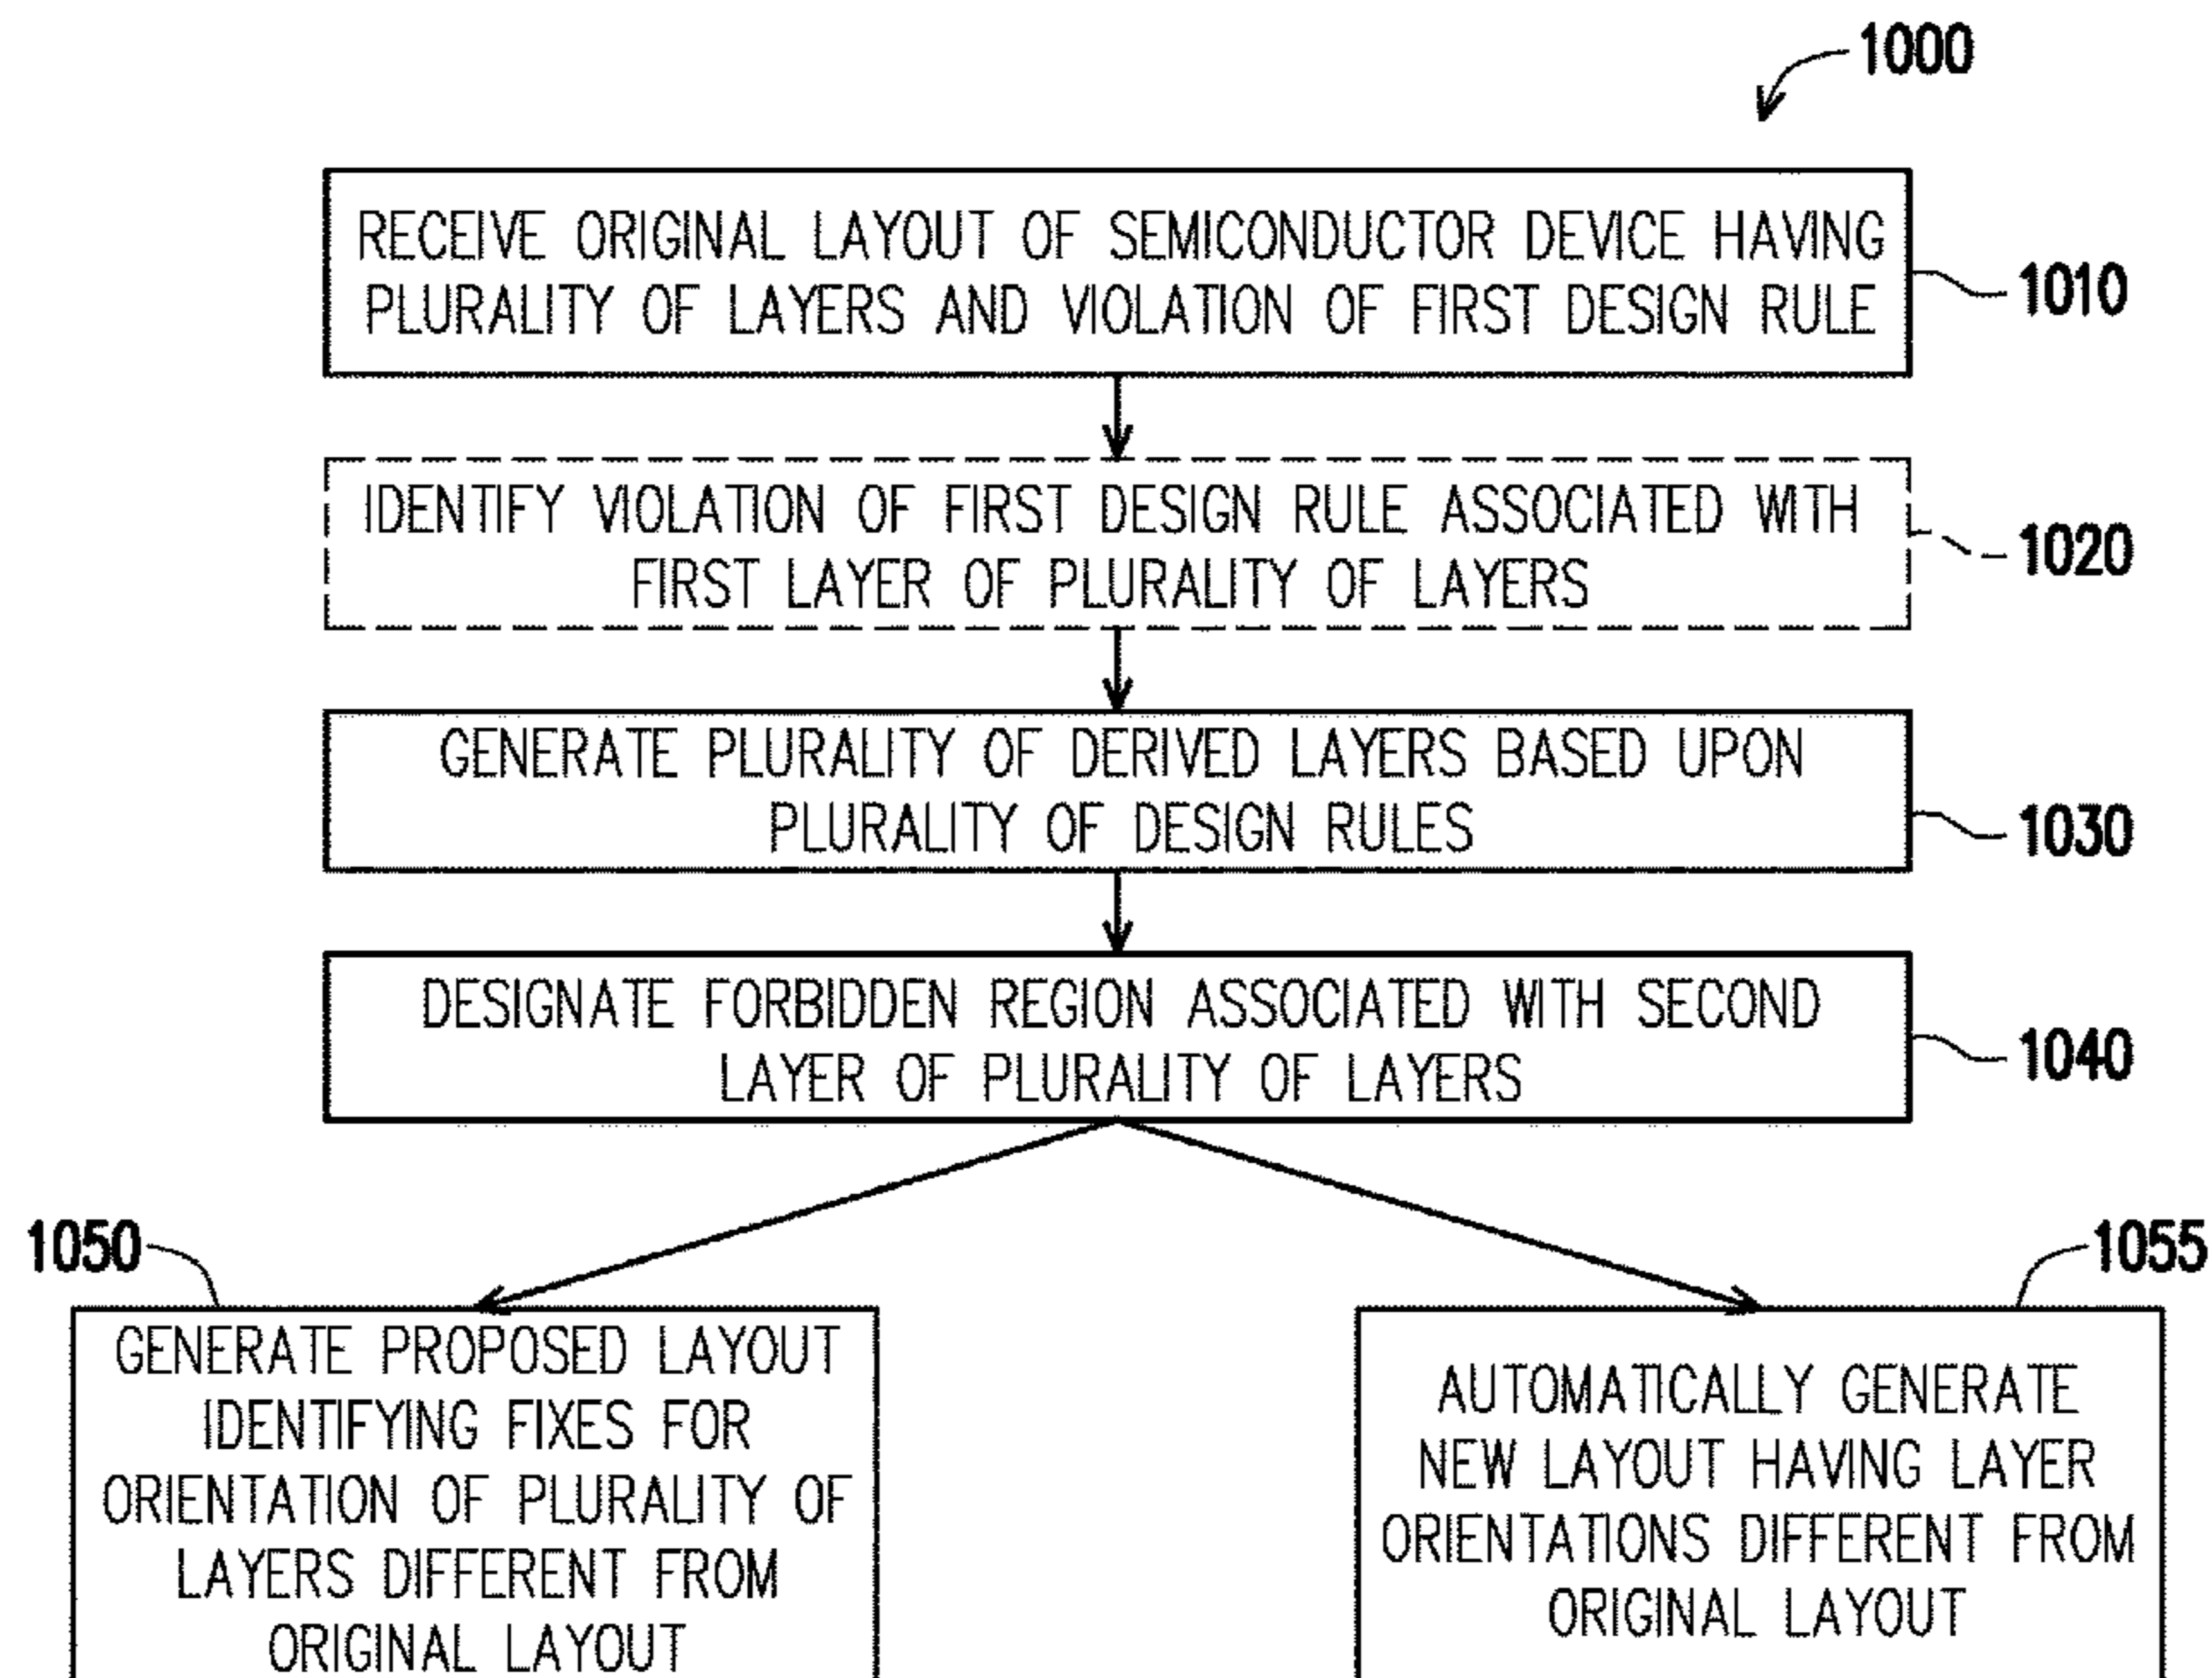 1000
RECEIVE ORIGINAL LAYOUT OF SEMICONDUCTOR DEVICE HAVING
PLURALITY OF LAYERS AND VIOLATION OF FIRST DESIGN RULE
1010
IDENTIFY VIOLATION OF FIRST DESIGN RULE ASSOCIATED WITH
FIRST LAYER OF PLURALITY OF LAYERS
1020
GENERATE PLURALITY OF DERIVED LAYERS BASED UPON
PLURALITY OF DESIGN RULES
1030
DESIGNATE FORBIDDEN REGION ASSOCIATED WITH SECOND
LAYER OF PLURALITY OF LAYERS
1040
1050
GENERATE PROPOSED LAYOUT
IDENTIFYING FIXES FOR
ORIENTATION OF PLURALITY OF
LAYERS DIFFERENT FROM
ORIGINAL LAYOUT
1055
AUTOMATICALLY GENERATE
NEW LAYOUT HAVING LAYER
ORIENTATIONS DIFFERENT FROM
ORIGINAL LAYOUT